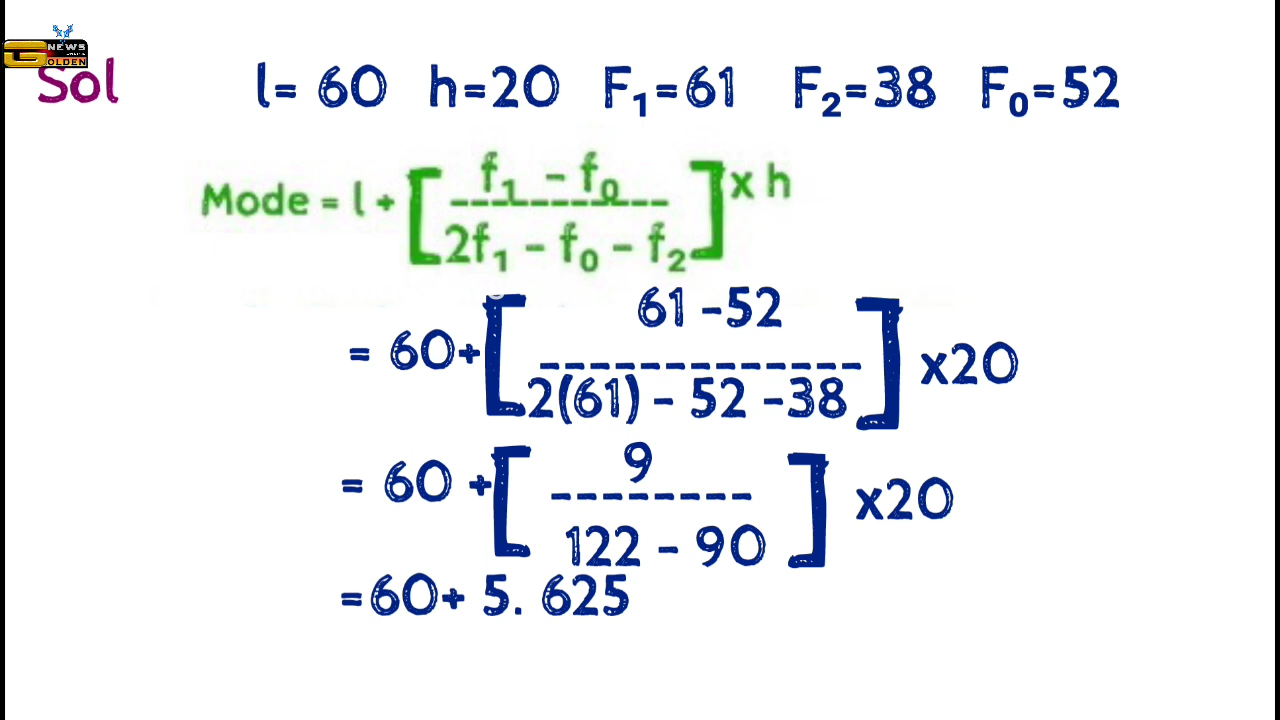 NEWS
GOLDEN
Sol l= 60 h=20 F₁=61 F₂=38 F₀=52
f₁ - f₀
Mode = l + [ ------------ ] x h
2f₁ - f₀ - f₂
61 -52
= 60+ [ ------------- ] x20
2(61) - 52 -38
9
= 60 + [ -------- ] x20
122 - 90
=60+ 5. 625